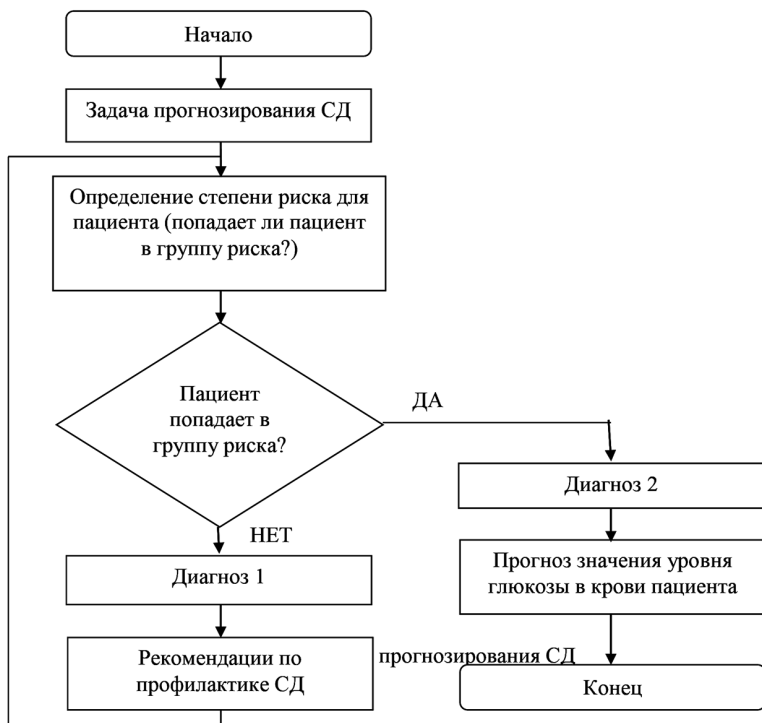 Начало
Задача прогнозирования СД
Определение степени риска для
пациента (попадает ли пациент
в группу риска?)
Пациент
попадает в
группу риска?
ДА
НЕТ
Диагноз 2
Прогноз значения уровня
глюкозы в крови пациента
Диагноз 1
Рекомендации по
профилактике СД
прогнозирования СД
Конец